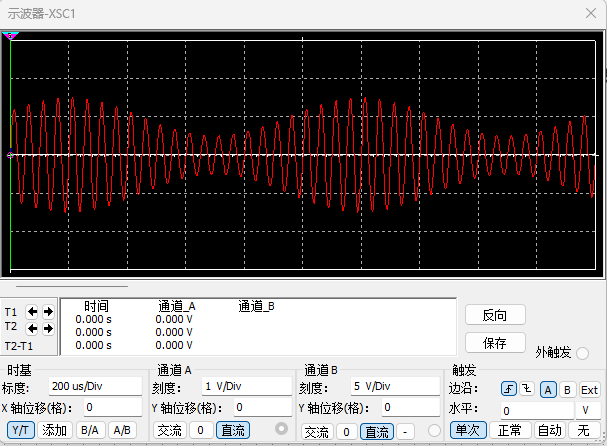 示波器-XSC1
时间 通道_A 通道_B
T1 0.000 s 0.000 V
T2 0.000 s 0.000 V
T2-T1 0.000 s 0.000 V
反向
保存
外触发
时基
标度: 200 us/Div
X 轴位移(格): 0
Y/T 添加 B/A A/B
通道 A
刻度: 1 V/Div
Y 轴位移(格): 0
交流 0 直流
通道 B
刻度: 5 V/Div
Y 轴位移(格): 0
交流 0 直流 -
触发
边沿: A B Ext
水平: 0 V
单次 正常 自动 无